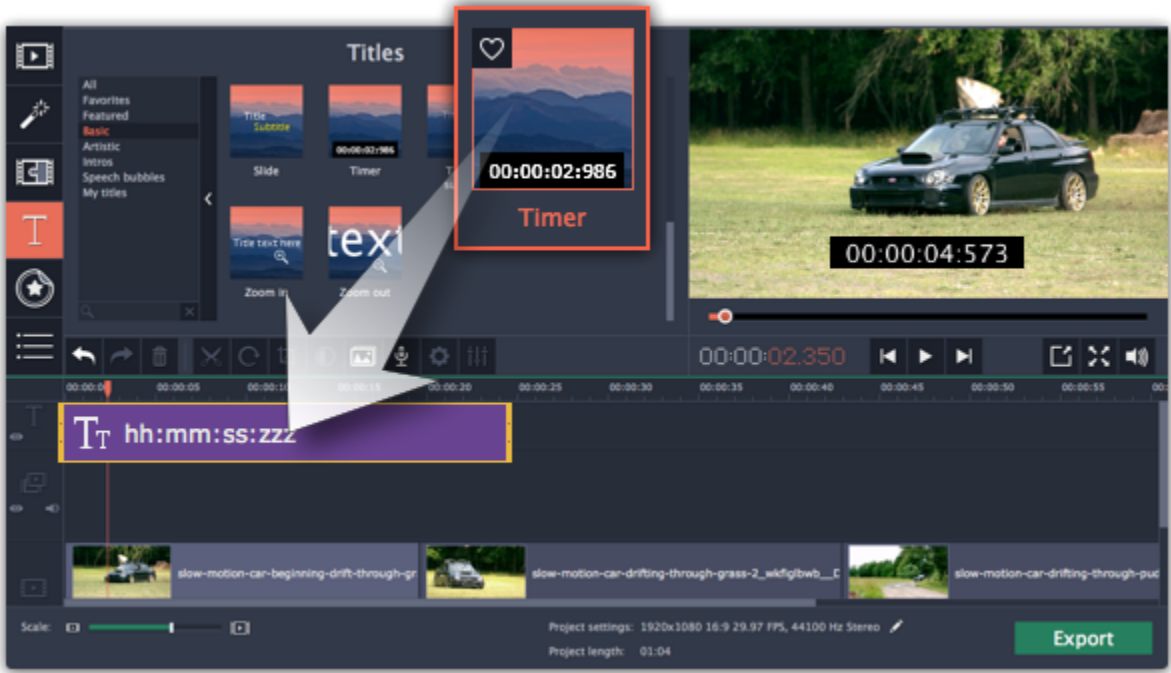 Titles
All
Favorites
Featured
Basic
Artistic
Intros
Speech bubbles
My titles
Title
Subtitle
Slide
00:00:02:986
Timer
Title text here
Zoom in
text
Zoom out
00:00:02:986
Timer
00:00:04:573
00:00:02.350
00:00:05
00:00:15
00:00:20
00:00:25
00:00:30
00:00:35
00:00:40
00:00:45
00:00:50
00:00:55
hh:mm:ss:zzz
slow-motion-car-beginning-drift-through-gr
slow-motion-car-drifting-through-grass-2_wkfiglbwb__D
slow-motion-car-drifting-through-pud
Scale:
Project settings: 1920x1080 16:9 29.97 FPS, 44100 Hz Stereo
Project length: 01:04
Export